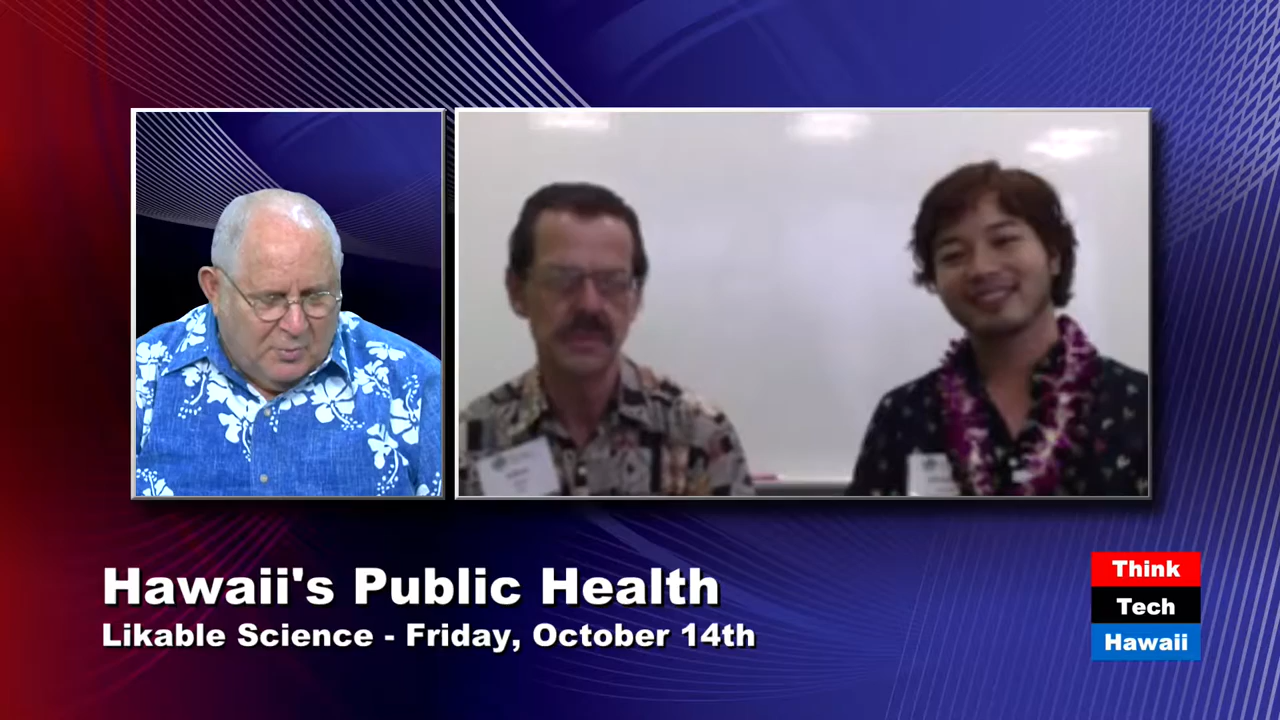 Hawaii's Public Health
Likable Science - Friday, October 14th
Think
Tech
Hawaii